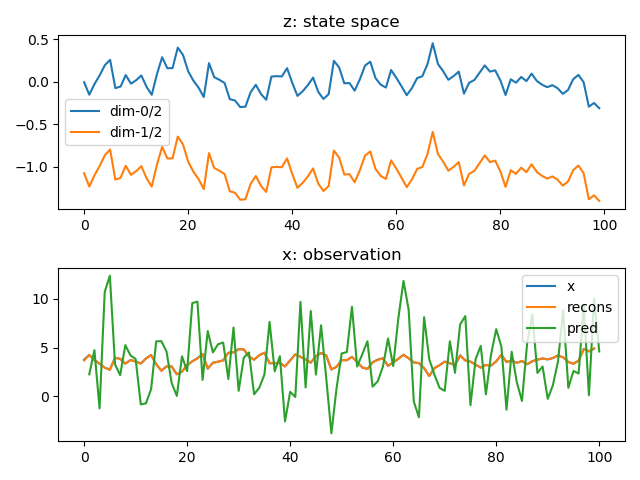 z: state space
0.5
0.0
−0.5
−1.0
dim-0/2
dim-1/2
0 20 40 60 80 100
x: observation
10
5
0
x
recons
pred
0 20 40 60 80 100